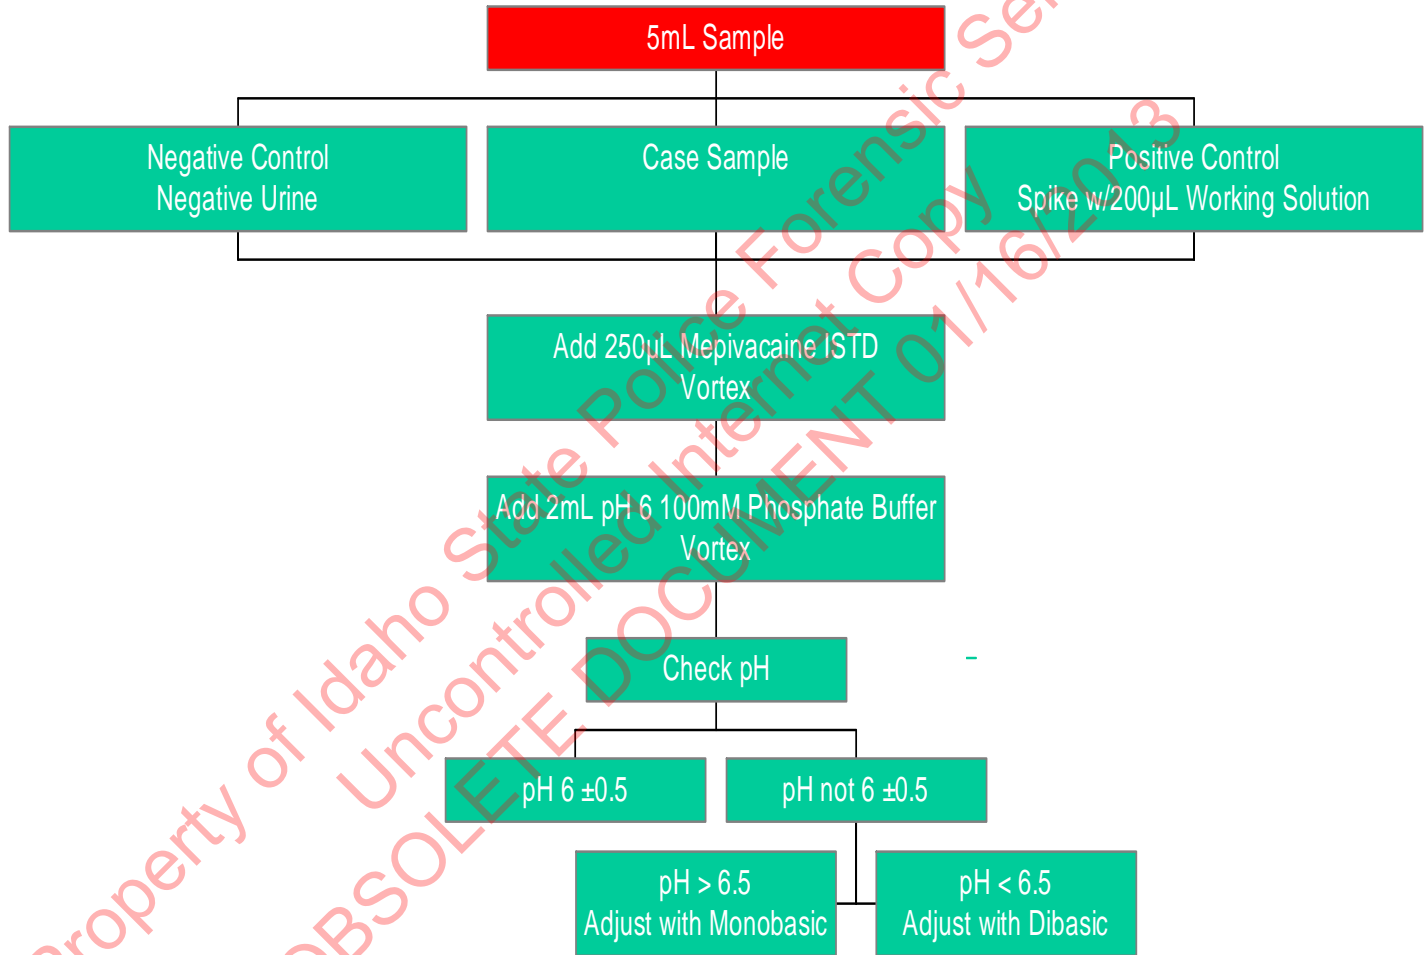 5mL Sample
Negative Control
Negative Urine
Case Sample
Positive Control
Spike w/200µL Working Solution
Add 250µL Mepivacaine ISTD
Vortex
Add 2mL pH 6 100mM Phosphate Buffer
Vortex
Check pH
pH 6 ±0.5
pH not 6 ±0.5
pH > 6.5
Adjust with Monobasic
pH < 6.5
Adjust with Dibasic
Property of Idaho State Police Forensic
Uncontrolled Internet Copy
OBSOLETE DOCUMENT 01/16/2013